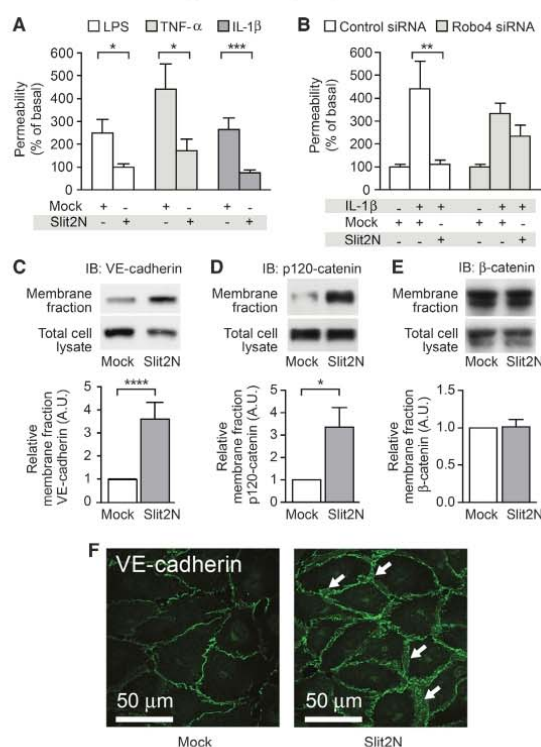 A
LPS TNF-α IL-1β
* * ***
Permeability
(% of basal)
600
500
400
300
200
100
0
Mock + - + - + -
Slit2N - + - + - +
B
Control siRNA Robo4 siRNA
**
Permeability
(% of basal)
600
500
400
300
200
100
0
IL-1β - + + - + +
Mock + + - + + -
Slit2N - - + - - +
C
IB: VE-cadherin
Membrane
fraction
Total cell
lysate
Mock Slit2N
****
Relative
membrane fraction
VE-cadherin (A.U.)
5
4
3
2
1
0
Mock Slit2N
D
IB: p120-catenin
Membrane
fraction
Total cell
lysate
Mock Slit2N
*
Relative
membrane fraction
p120-catenin (A.U.)
5
4
3
2
1
0
Mock Slit2N
E
IB: β-catenin
Membrane
fraction
Total cell
lysate
Mock Slit2N
Relative
membrane fraction
β-catenin (A.U.)
1.5
1.0
0.5
0
Mock Slit2N
F
VE-cadherin
50 µm
50 µm
Mock
Slit2N